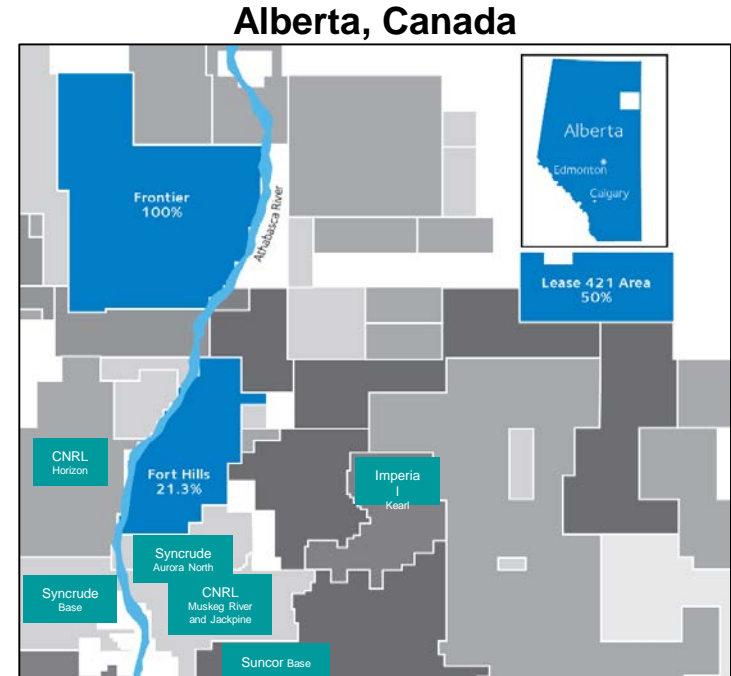 Alberta, Canada
Alberta
Edmonton
Calgary
Frontier
100%
Athabasca River
Lease 421 Area
50%
CNRL
Horizon
Fort Hills
21.3%
Imperia
l
Kearl
Syncrude
Aurora North
Syncrude
Base
CNRL
Muskeg River
and Jackpine
Suncor Base